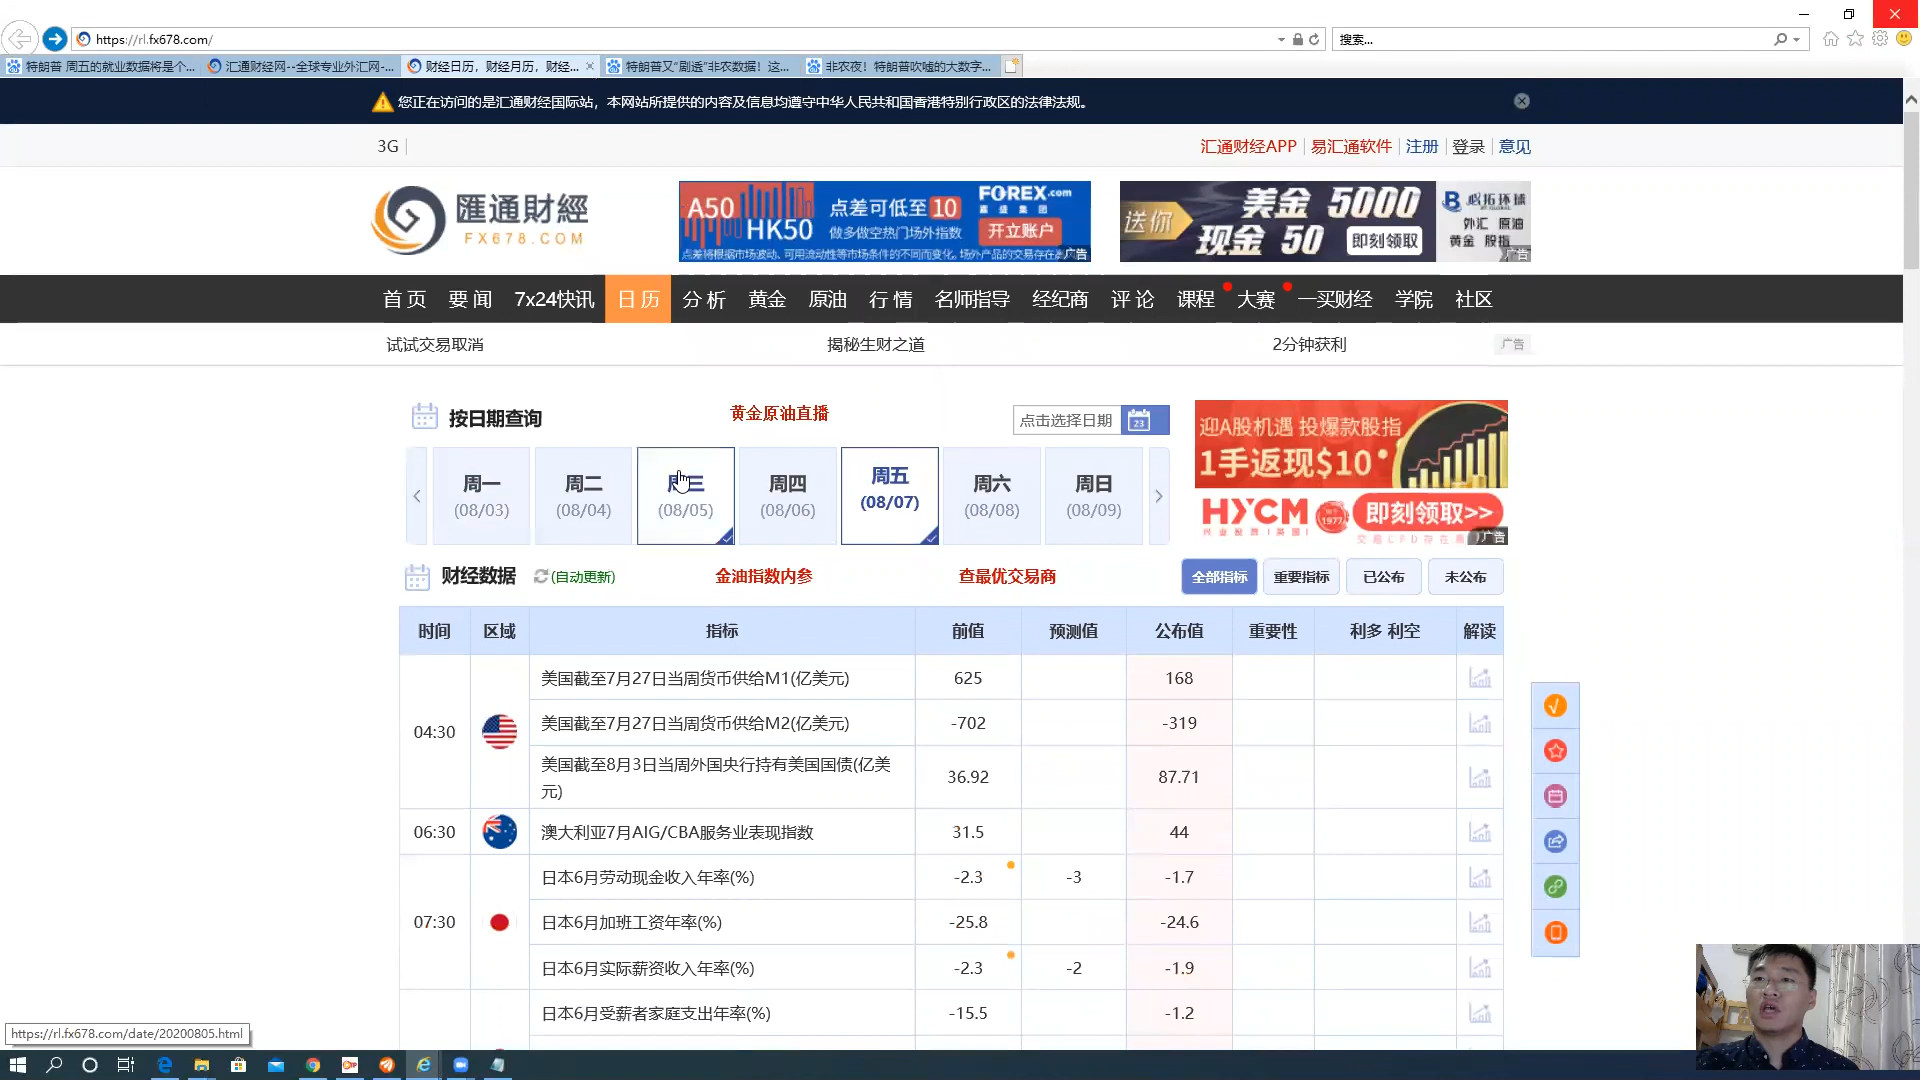 https://rl.fx678.com/
搜索...
特朗普 周五的就业数据将是个...
汇通财经网--全球专业外汇网-...
财经日历，财经月历，财经...
特朗普又“剧透”非农数据！这...
非农夜！特朗普吹嘘的大数字...
您正在访问的是汇通财经国际站，本网站所提供的内容及信息均遵守中华人民共和国香港特别行政区的法律法规。
3G
汇通财经APP
易汇通软件
注册
登录
意见
匯通財經
FX678.COM
A50
HK50
点差可低至10
做多做空热门场外指数
FOREX.com
嘉盛集团
开立账户
广告
送你
美金 5000
现金 50
即刻领取
必拓环球
外汇 原油
黄金 股指
广告
首 页
要 闻
7x24快讯
日 历
分 析
黄金
原油
行 情
名师指导
经纪商
评 论
课程
大赛
一买财经
学院
社区
试试交易取消
揭秘生财之道
2分钟获利
广告
按日期查询
黄金原油直播
点击选择日期
23
周一
(08/03)
周二
(08/04)
周三
(08/05)
周四
(08/06)
周五
(08/07)
周六
(08/08)
周日
(08/09)
迎A股机遇 投爆款股指
1手返现$10
HYCM
1977
即刻领取>>
广告
财经数据
(自动更新)
金油指数内参
查最优交易商
全部指标
重要指标
已公布
未公布
时间 区域 指标 前值 预测值 公布值 重要性 利多 利空 解读
04:30
美国截至7月27日当周货币供给M1(亿美元) 625 168
美国截至7月27日当周货币供给M2(亿美元) -702 -319
美国截至8月3日当周外国央行持有美国国债(亿美
元) 36.92 87.71
06:30 澳大利亚7月AIG/CBA服务业表现指数 31.5 44
07:30
日本6月劳动现金收入年率(%) -2.3 -3 -1.7
日本6月加班工资年率(%) -25.8 -24.6
日本6月实际薪资收入年率(%) -2.3 -2 -1.9
日本6月受薪者家庭支出年率(%) -15.5 -1.2
https://rl.fx678.com/date/20200805.html